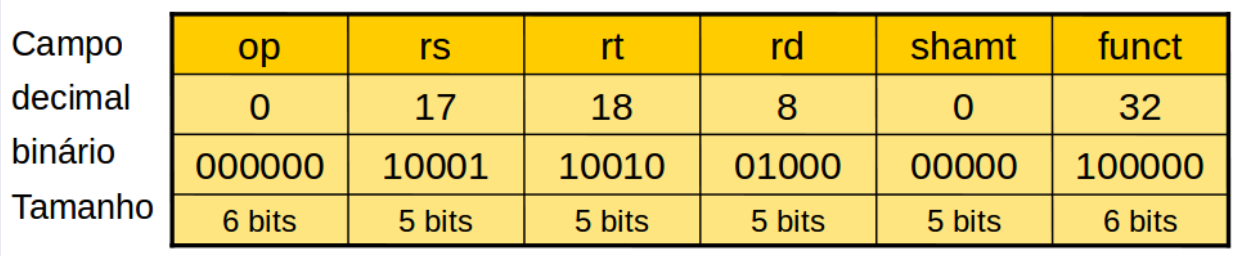 Campo op rs rt rd shamt funct
decimal 0 17 18 8 0 32
binário 000000 10001 10010 01000 00000 100000
Tamanho 6 bits 5 bits 5 bits 5 bits 5 bits 6 bits